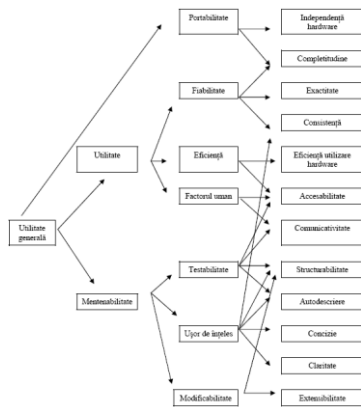 Portabilitate
Independență
hardware
Completitudine
Fiabilitate
Exactitate
Consistență
Utilitate
Eficiență
Eficiență utilizare
hardware
Factorul uman
Accesabilitate
Comunicativitate
Utilitate
generală
Testabilitate
Structurabilitate
Mentenabilitate
Autodescriere
Ușor de înțeles
Concizie
Claritate
Modificabilitate
Extensibilitate